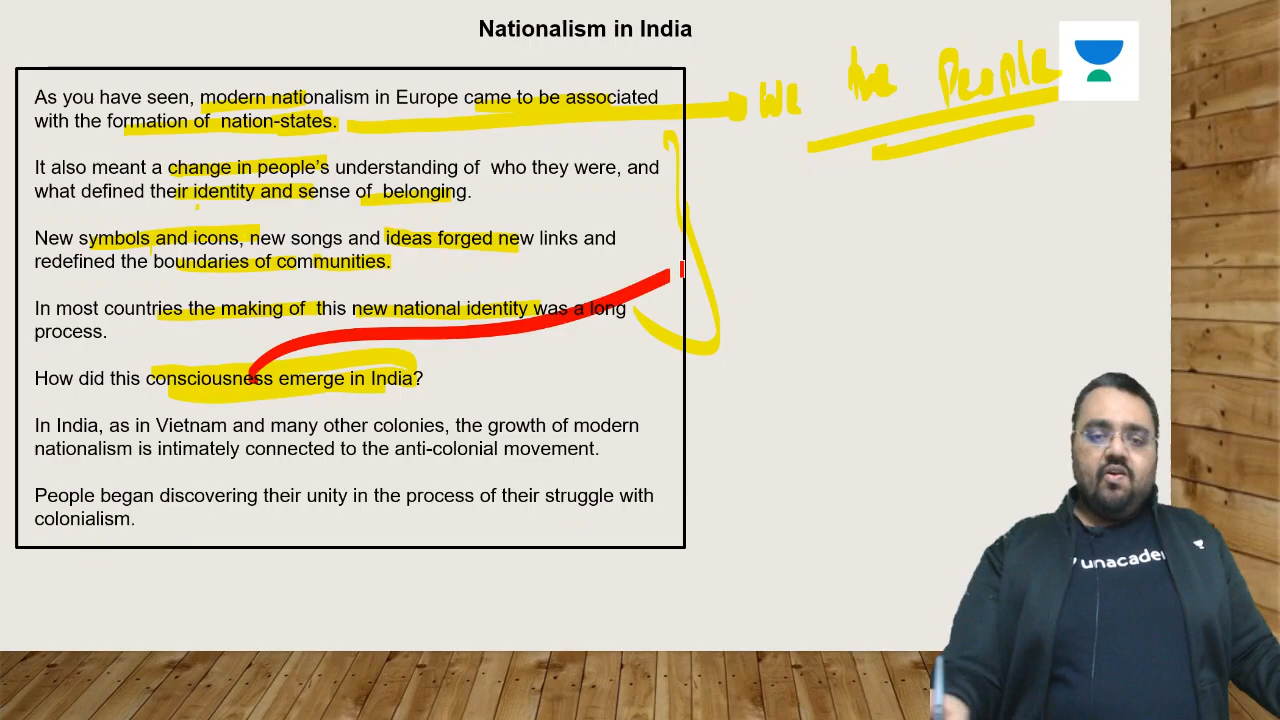 Nationalism in India
We the People
As you have seen, modern nationalism in Europe came to be associated
with the formation of nation-states.
It also meant a change in people's understanding of who they were, and
what defined their identity and sense of belonging.
New symbols and icons, new songs and ideas forged new links and
redefined the boundaries of communities.
In most countries the making of this new national identity was a long
process.
How did this consciousness emerge in India?
In India, as in Vietnam and many other colonies, the growth of modern
nationalism is intimately connected to the anti-colonial movement.
People began discovering their unity in the process of their struggle with
colonialism.
unacade